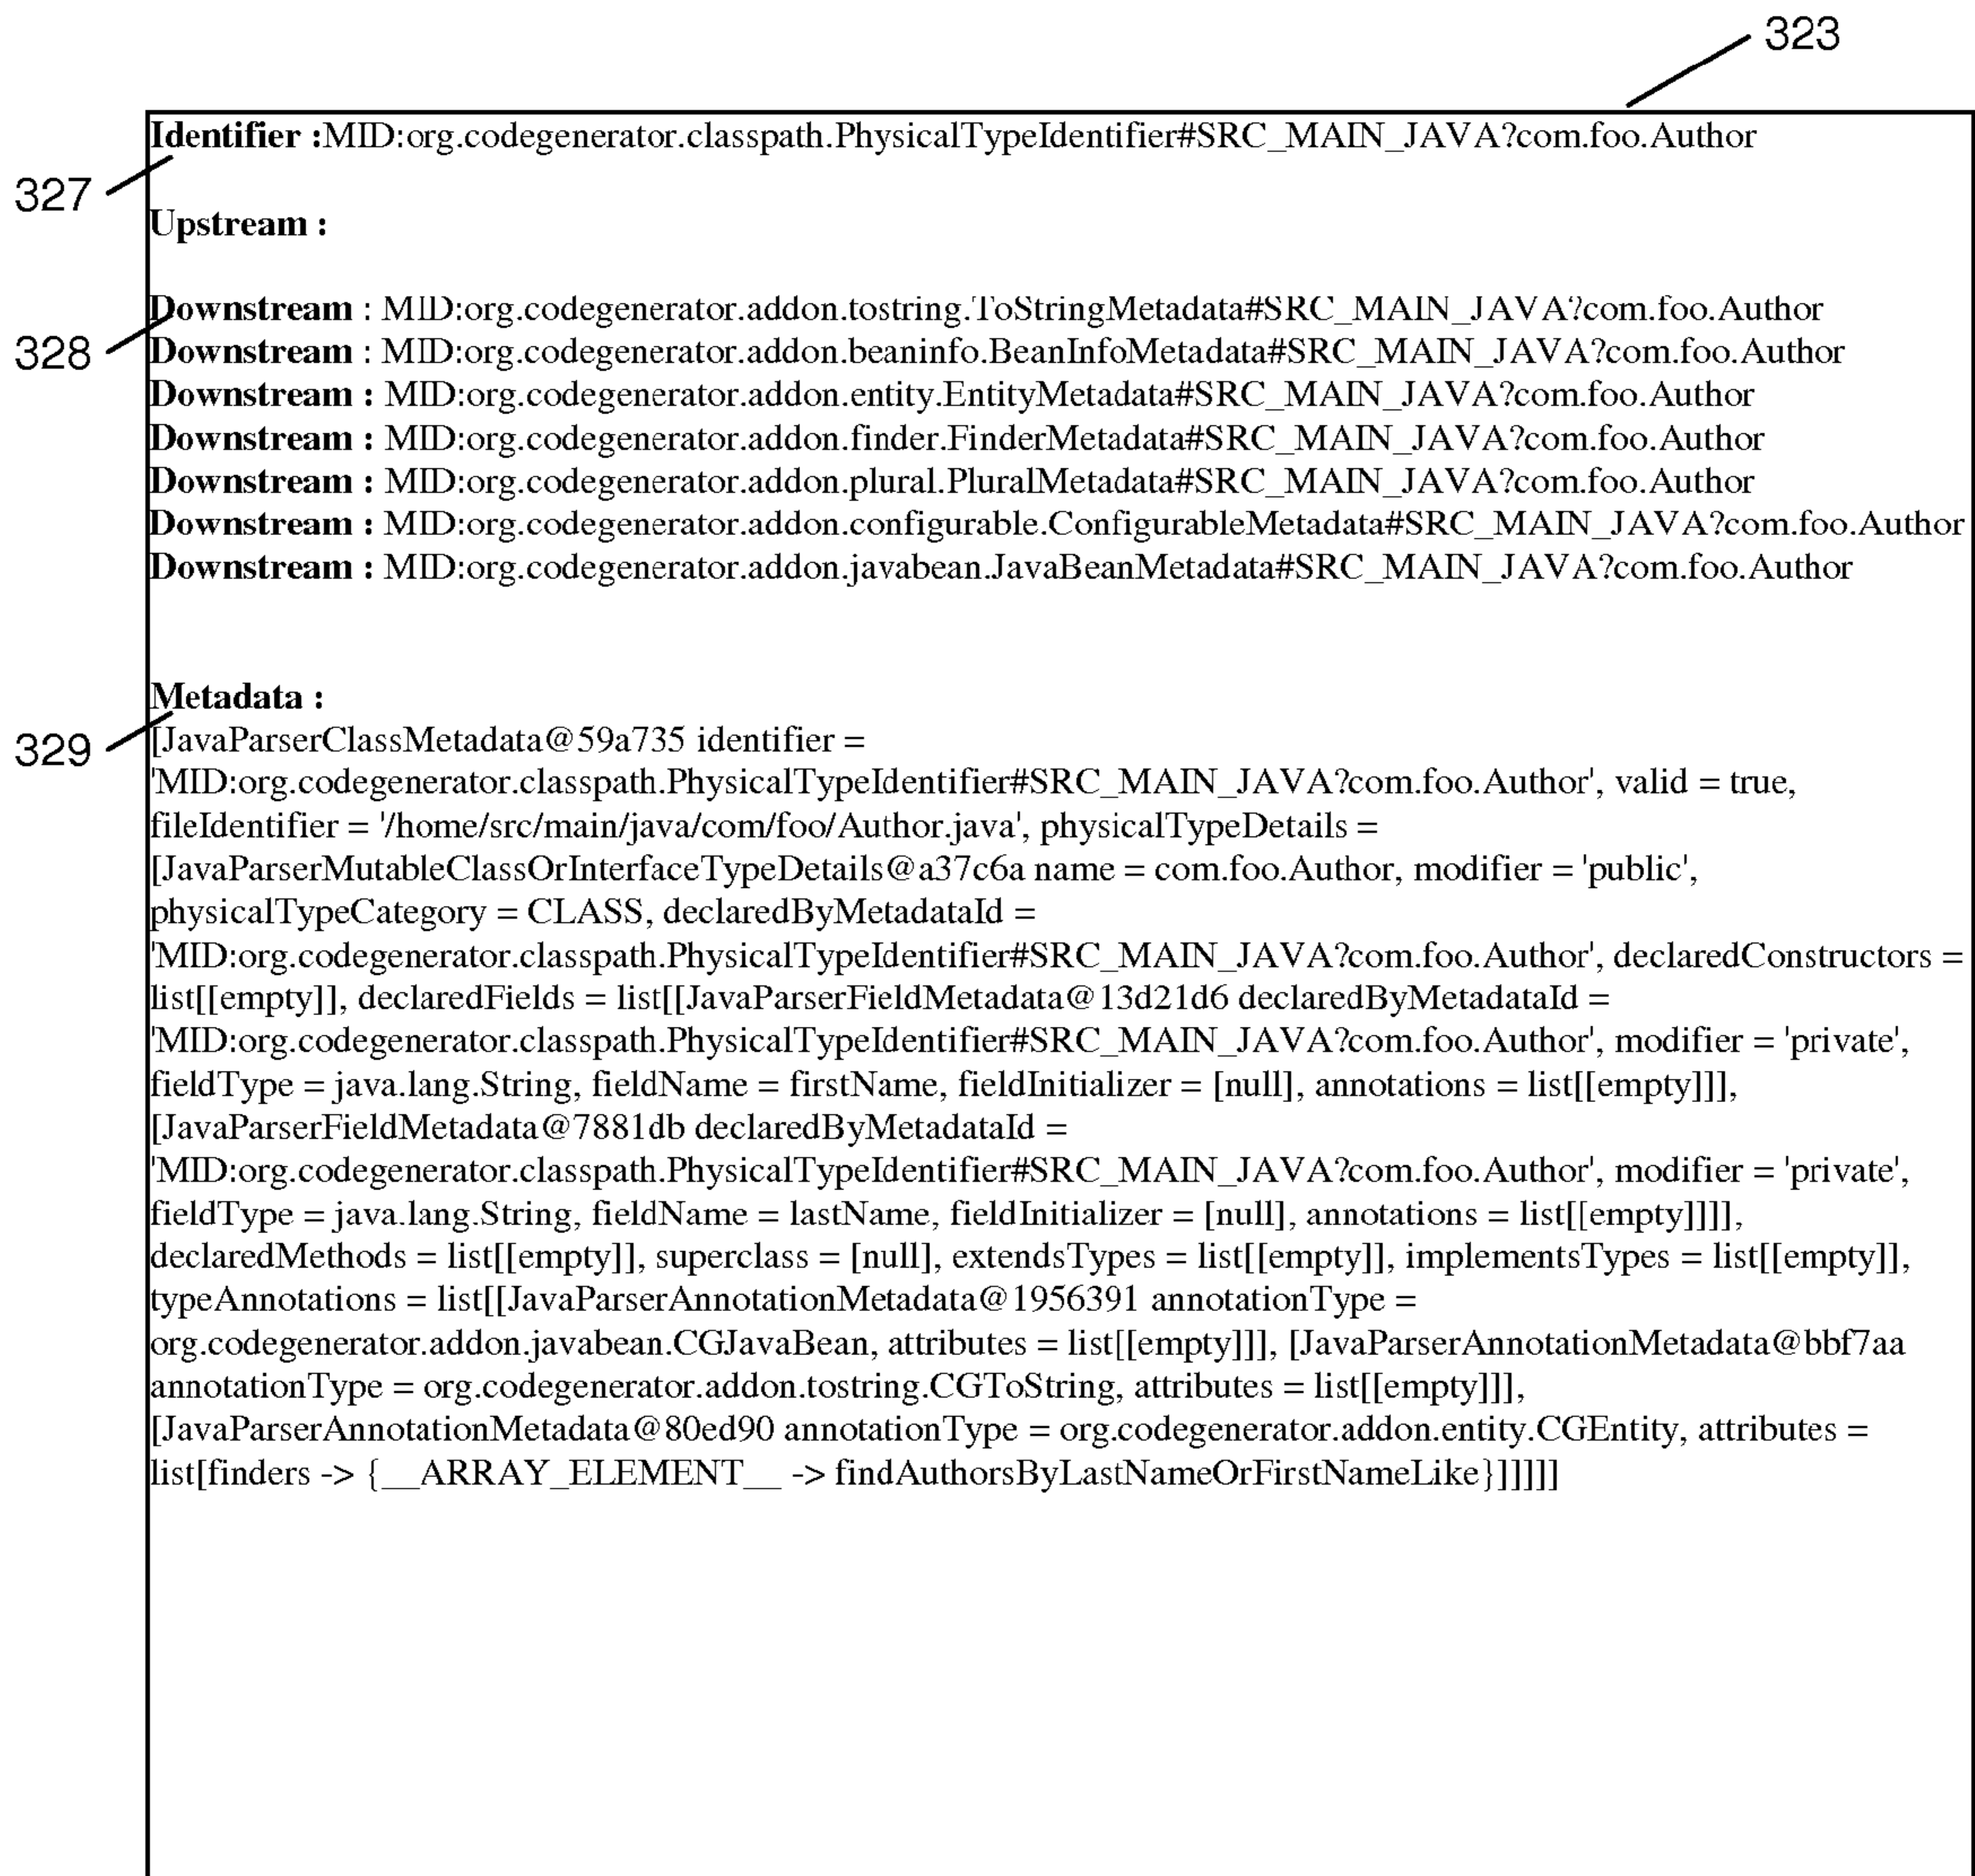 323
Identifier :MID:org.codegenerator.classpath.PhysicalTypeIdentifier#SRC_MAIN_JAVA?com.foo.Author
327
Upstream :
Downstream : MID:org.codegenerator.addon.tostring.ToStringMetadata#SRC_MAIN_JAVA?com.foo.Author
328
Downstream : MID:org.codegenerator.addon.beaninfo.BeanInfoMetadata#SRC_MAIN_JAVA?com.foo.Author
Downstream : MID:org.codegenerator.addon.entity.EntityMetadata#SRC_MAIN_JAVA?com.foo.Author
Downstream : MID:org.codegenerator.addon.finder.FinderMetadata#SRC_MAIN_JAVA?com.foo.Author
Downstream : MID:org.codegenerator.addon.plural.PluralMetadata#SRC_MAIN_JAVA?com.foo.Author
Downstream : MID:org.codegenerator.addon.configurable.ConfigurableMetadata#SRC_MAIN_JAVA?com.foo.Author
Downstream : MID:org.codegenerator.addon.javabean.JavaBeanMetadata#SRC_MAIN_JAVA?com.foo.Author
Metadata :
329
[JavaParserClassMetadata@59a735 identifier =
'MID:org.codegenerator.classpath.PhysicalTypeIdentifier#SRC_MAIN_JAVA?com.foo.Author', valid = true,
fileIdentifier = '/home/src/main/java/com/foo/Author.java', physicalTypeDetails =
[JavaParserMutableClassOrInterfaceTypeDetails@a37c6a name = com.foo.Author, modifier = 'public',
physicalTypeCategory = CLASS, declaredByMetadataId =
'MID:org.codegenerator.classpath.PhysicalTypeIdentifier#SRC_MAIN_JAVA?com.foo.Author', declaredConstructors =
list[[empty]], declaredFields = list[[JavaParserFieldMetadata@13d21d6 declaredByMetadataId =
'MID:org.codegenerator.classpath.PhysicalTypeIdentifier#SRC_MAIN_JAVA?com.foo.Author', modifier = 'private',
fieldType = java.lang.String, fieldName = firstName, fieldInitializer = [null], annotations = list[[empty]]],
[JavaParserFieldMetadata@7881db declaredByMetadataId =
'MID:org.codegenerator.classpath.PhysicalTypeIdentifier#SRC_MAIN_JAVA?com.foo.Author', modifier = 'private',
fieldType = java.lang.String, fieldName = lastName, fieldInitializer = [null], annotations = list[[empty]]]],
declaredMethods = list[[empty]], superclass = [null], extendsTypes = list[[empty]], implementsTypes = list[[empty]],
typeAnnotations = list[[JavaParserAnnotationMetadata@1956391 annotationType =
org.codegenerator.addon.javabean.CGJavaBean, attributes = list[[empty]]], [JavaParserAnnotationMetadata@bbf7aa
annotationType = org.codegenerator.addon.tostring.CGToString, attributes = list[[empty]]],
[JavaParserAnnotationMetadata@80ed90 annotationType = org.codegenerator.addon.entity.CGEntity, attributes =
list[finders -> {__ARRAY_ELEMENT__ -> findAuthorsByLastNameOrFirstNameLike}]]]]]